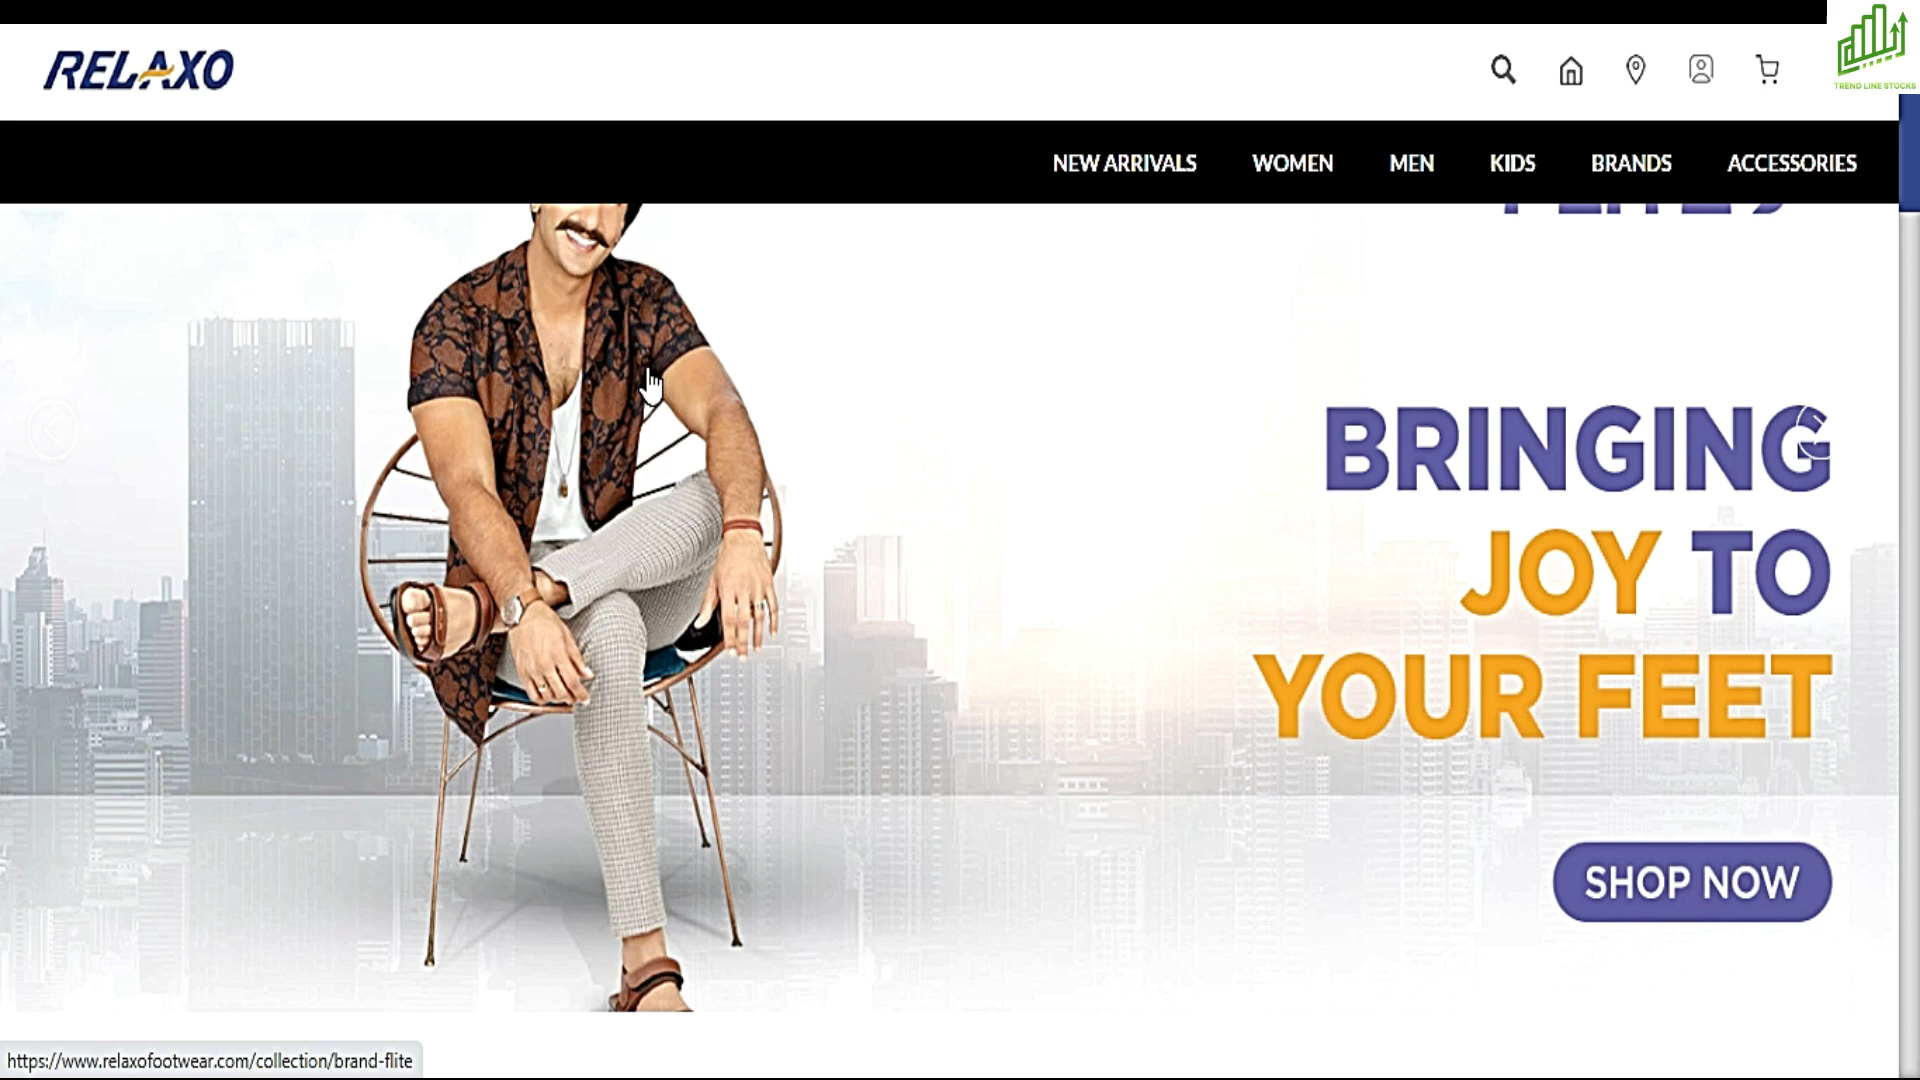 RELAXO
TREND LINE STOCKS
NEW ARRIVALS WOMEN MEN KIDS BRANDS ACCESSORIES
BRINGING
JOY TO
YOUR FEET
SHOP NOW
https://www.relaxofootwear.com/collection/brand-flite